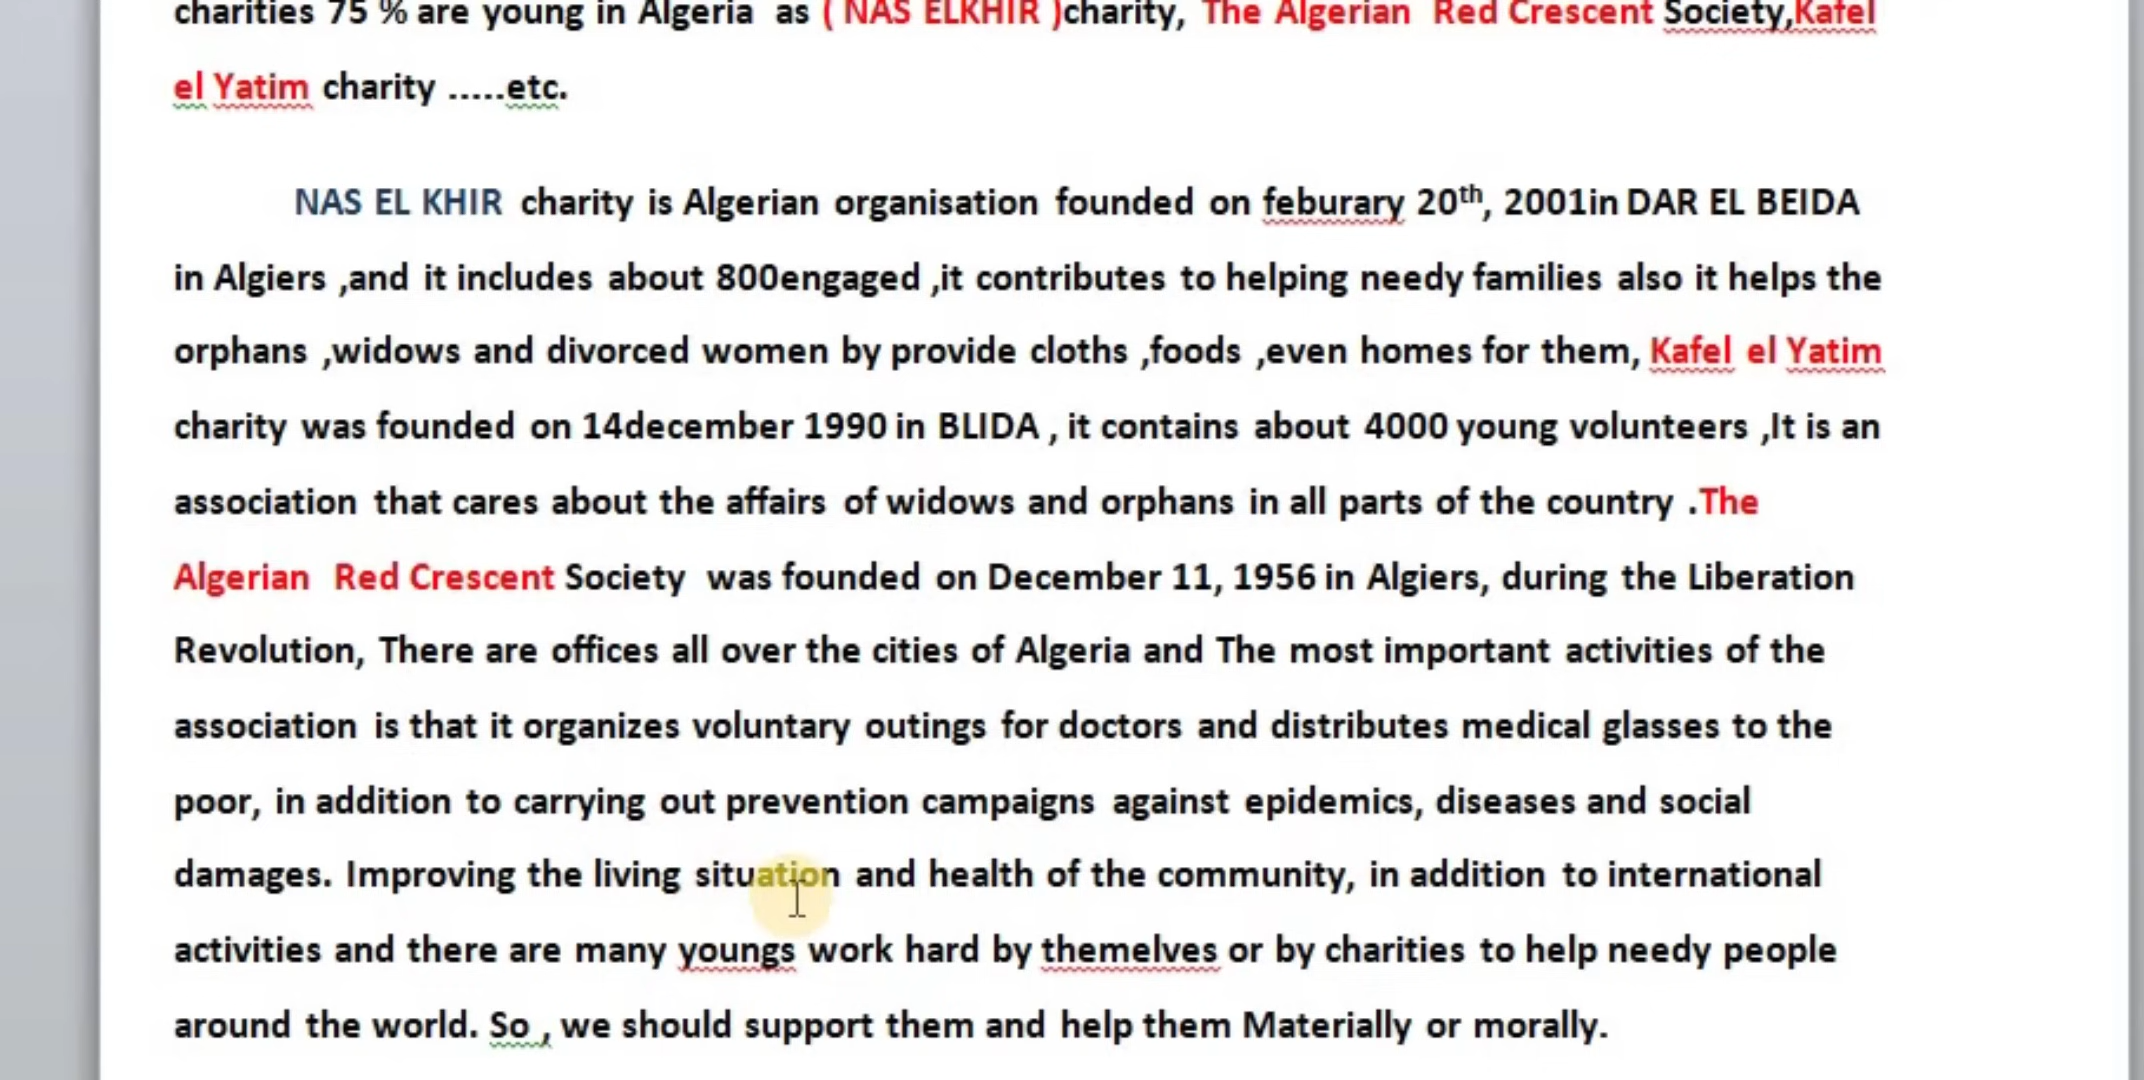 charities 75 % are young in Algeria as ( NAS ELKHIR )charity, The Algerian Red Crescent Society,Kafel
el Yatim charity .....etc.
NAS EL KHIR charity is Algerian organisation founded on feburary 20th, 2001in DAR EL BEIDA
in Algiers ,and it includes about 800engaged ,it contributes to helping needy families also it helps the
orphans ,widows and divorced women by provide cloths ,foods ,even homes for them, Kafel el Yatim
charity was founded on 14december 1990 in BLIDA , it contains about 4000 young volunteers ,It is an
association that cares about the affairs of widows and orphans in all parts of the country .The
Algerian Red Crescent Society was founded on December 11, 1956 in Algiers, during the Liberation
Revolution, There are offices all over the cities of Algeria and The most important activities of the
association is that it organizes voluntary outings for doctors and distributes medical glasses to the
poor, in addition to carrying out prevention campaigns against epidemics, diseases and social
damages. Improving the living situation and health of the community, in addition to international
activities and there are many youngs work hard by themelves or by charities to help needy people
around the world. So , we should support them and help them Materially or morally.